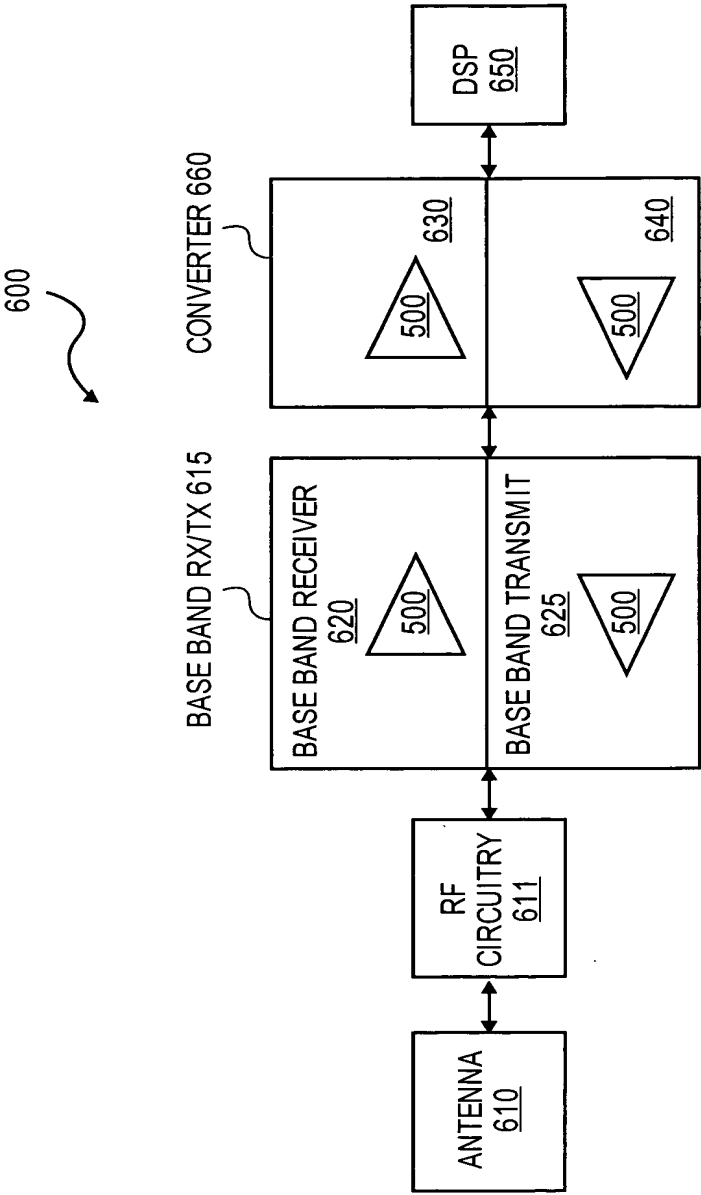 600
BASE BAND RX/TX 615
CONVERTER 660
ANTENNA
610
RF
CIRCUITRY
611
BASE BAND RECEIVER
620
500
BASE BAND TRANSMIT
625
500
500
630
500
640
DSP
650